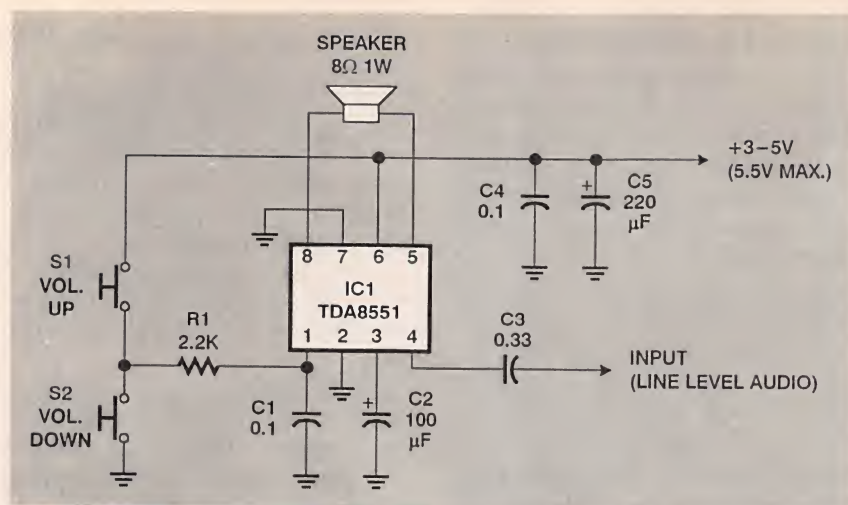 SPEAKER
8Ω 1W
+3–5V
(5.5V MAX.)
C4
0.1
+
C5
220
μF
S1
VOL.
UP
8 7 6 5
IC1
TDA8551
1 2 3 4
R1
2.2K
C3
0.33
INPUT
(LINE LEVEL AUDIO)
S2
VOL.
DOWN
C1
0.1
+
C2
100
μF